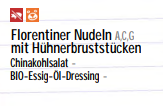 Florentiner Nudeln A,C,G
mit Hühnerbruststücken
Chinakohlsalat -
BIO-Essig-Öl-Dressing -